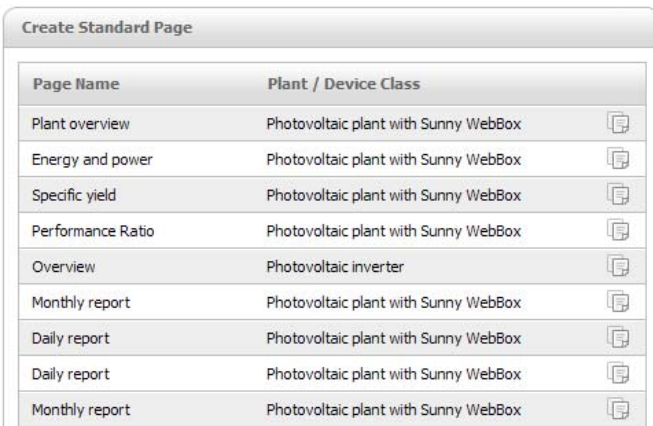 Create Standard Page
Page Name Plant / Device Class
Plant overview Photovoltaic plant with Sunny WebBox
Energy and power Photovoltaic plant with Sunny WebBox
Specific yield Photovoltaic plant with Sunny WebBox
Performance Ratio Photovoltaic plant with Sunny WebBox
Overview Photovoltaic inverter
Monthly report Photovoltaic plant with Sunny WebBox
Daily report Photovoltaic plant with Sunny WebBox
Daily report Photovoltaic plant with Sunny WebBox
Monthly report Photovoltaic plant with Sunny WebBox